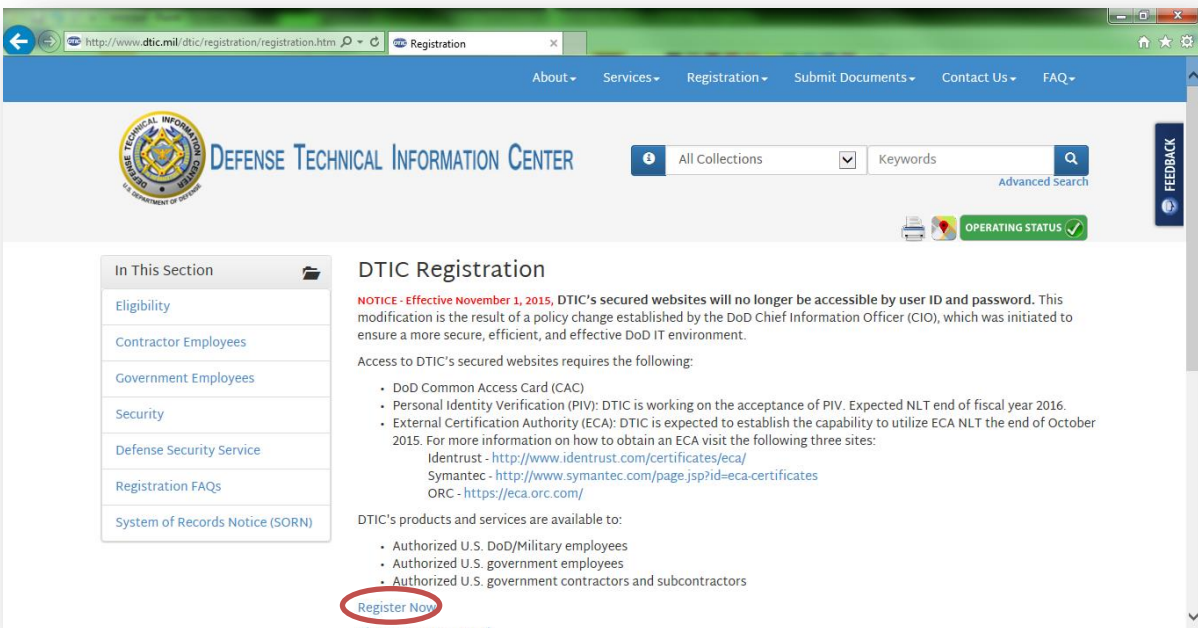 http://www.dtic.mil/dtic/registration/registration.htm
Registration
About
Services
Registration
Submit Documents
Contact Us
FAQ
DEFENSE TECHNICAL INFORMATION CENTER
U.S. DEPARTMENT OF DEFENSE
DEFENSE TECHNICAL INFORMATION CENTER
All Collections
Keywords
Advanced Search
FEEDBACK
OPERATING STATUS
In This Section
Eligibility
Contractor Employees
Government Employees
Security
Defense Security Service
Registration FAQs
System of Records Notice (SORN)
DTIC Registration
NOTICE - Effective November 1, 2015, DTIC's secured websites will no longer be accessible by user ID and password. This
modification is the result of a policy change established by the DoD Chief Information Officer (CIO), which was initiated to
ensure a more secure, efficient, and effective DoD IT environment.
Access to DTIC's secured websites requires the following:
• DoD Common Access Card (CAC)
• Personal Identity Verification (PIV): DTIC is working on the acceptance of PIV. Expected NLT end of fiscal year 2016.
• External Certification Authority (ECA): DTIC is expected to establish the capability to utilize ECA NLT the end of October
2015. For more information on how to obtain an ECA visit the following three sites:
Identrust - http://www.identrust.com/certificates/eca/
Symantec - http://www.symantec.com/page.jsp?id=eca-certificates
ORC - https://eca.orc.com/
DTIC's products and services are available to:
• Authorized U.S. DoD/Military employees
• Authorized U.S. government employees
• Authorized U.S. government contractors and subcontractors
Register Now